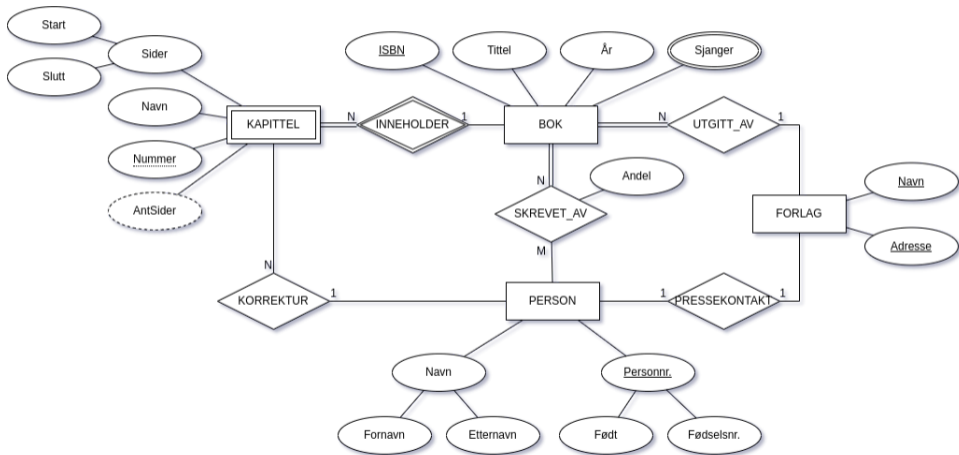 Start
Sider
Slutt
ISBN
Tittel
År
Sjanger
Navn
KAPITTEL
N
INNEHOLDER
1
BOK
N
UTGITT_AV
1
Nummer
AntSider
N
Andel
SKREVET_AV
M
Navn
FORLAG
Adresse
N
KORREKTUR
1
PERSON
1
PRESSEKONTAKT
1
Navn
Personnr.
Fornavn
Etternavn
Født
Fødselsnr.